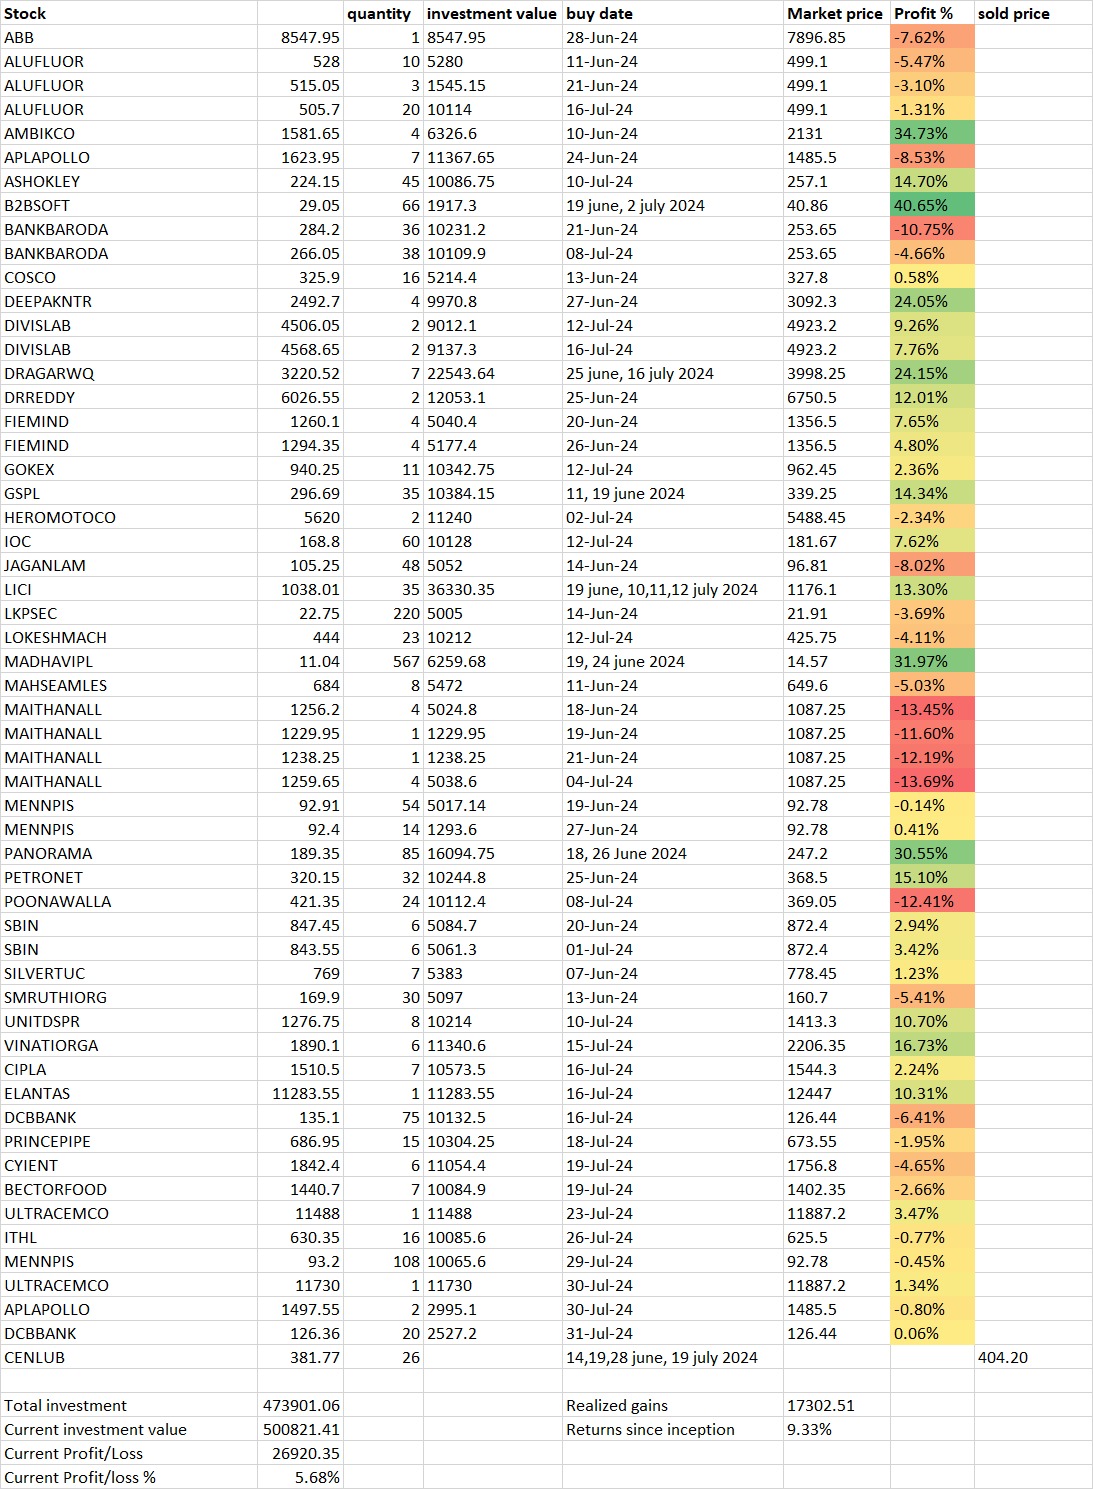 Stock quantity investment value buy date Market price Profit % sold price
ABB 8547.95 1 8547.95 28-Jun-24 7896.85 -7.62%
ALUFLUOR 528 10 5280 11-Jun-24 499.1 -5.47%
ALUFLUOR 515.05 3 1545.15 21-Jun-24 499.1 -3.10%
ALUFLUOR 505.7 20 10114 16-Jul-24 499.1 -1.31%
AMBIKCO 1581.65 4 6326.6 10-Jun-24 2131 34.73%
APLAPOLLO 1623.95 7 11367.65 24-Jun-24 1485.5 -8.53%
ASHOKLEY 224.15 45 10086.75 10-Jul-24 257.1 14.70%
B2BSOFT 29.05 66 1917.3 19 june, 2 july 2024 40.86 40.65%
BANKBARODA 284.2 36 10231.2 21-Jun-24 253.65 -10.75%
BANKBARODA 266.05 38 10109.9 08-Jul-24 253.65 -4.66%
COSCO 325.9 16 5214.4 13-Jun-24 327.8 0.58%
DEEPAKNTR 2492.7 4 9970.8 27-Jun-24 3092.3 24.05%
DIVISLAB 4506.05 2 9012.1 12-Jul-24 4923.2 9.26%
DIVISLAB 4568.65 2 9137.3 16-Jul-24 4923.2 7.76%
DRAGARWQ 3220.52 7 22543.64 25 june, 16 july 2024 3998.25 24.15%
DRREDDY 6026.55 2 12053.1 25-Jun-24 6750.5 12.01%
FIEMIND 1260.1 4 5040.4 20-Jun-24 1356.5 7.65%
FIEMIND 1294.35 4 5177.4 26-Jun-24 1356.5 4.80%
GOKEX 940.25 11 10342.75 12-Jul-24 962.45 2.36%
GSPL 296.69 35 10384.15 11, 19 june 2024 339.25 14.34%
HEROMOTOCO 5620 2 11240 02-Jul-24 5488.45 -2.34%
IOC 168.8 60 10128 12-Jul-24 181.67 7.62%
JAGANLAM 105.25 48 5052 14-Jun-24 96.81 -8.02%
LICI 1038.01 35 36330.35 19 june, 10,11,12 july 2024 1176.1 13.30%
LKPSEC 22.75 220 5005 14-Jun-24 21.91 -3.69%
LOKESHMACH 444 23 10212 12-Jul-24 425.75 -4.11%
MADHAVIPL 11.04 567 6259.68 19, 24 june 2024 14.57 31.97%
MAHSEAMLES 684 8 5472 11-Jun-24 649.6 -5.03%
MAITHANALL 1256.2 4 5024.8 18-Jun-24 1087.25 -13.45%
MAITHANALL 1229.95 1 1229.95 19-Jun-24 1087.25 -11.60%
MAITHANALL 1238.25 1 1238.25 21-Jun-24 1087.25 -12.19%
MAITHANALL 1259.65 4 5038.6 04-Jul-24 1087.25 -13.69%
MENNPIS 92.91 54 5017.14 19-Jun-24 92.78 -0.14%
MENNPIS 92.4 14 1293.6 27-Jun-24 92.78 0.41%
PANORAMA 189.35 85 16094.75 18, 26 June 2024 247.2 30.55%
PETRONET 320.15 32 10244.8 25-Jun-24 368.5 15.10%
POONAWALLA 421.35 24 10112.4 08-Jul-24 369.05 -12.41%
SBIN 847.45 6 5084.7 20-Jun-24 872.4 2.94%
SBIN 843.55 6 5061.3 01-Jul-24 872.4 3.42%
SILVERTUC 769 7 5383 07-Jun-24 778.45 1.23%
SMRUTHIORG 169.9 30 5097 13-Jun-24 160.7 -5.41%
UNITDSPR 1276.75 8 10214 10-Jul-24 1413.3 10.70%
VINATIORGA 1890.1 6 11340.6 15-Jul-24 2206.35 16.73%
CIPLA 1510.5 7 10573.5 16-Jul-24 1544.3 2.24%
ELANTAS 11283.55 1 11283.55 16-Jul-24 12447 10.31%
DCBBANK 135.1 75 10132.5 16-Jul-24 126.44 -6.41%
PRINCEPIPE 686.95 15 10304.25 18-Jul-24 673.55 -1.95%
CYIENT 1842.4 6 11054.4 19-Jul-24 1756.8 -4.65%
BECTORFOOD 1440.7 7 10084.9 19-Jul-24 1402.35 -2.66%
ULTRACEMCO 11488 1 11488 23-Jul-24 11887.2 3.47%
ITHL 630.35 16 10085.6 26-Jul-24 625.5 -0.77%
MENNPIS 93.2 108 10065.6 29-Jul-24 92.78 -0.45%
ULTRACEMCO 11730 1 11730 30-Jul-24 11887.2 1.34%
APLAPOLLO 1497.55 2 2995.1 30-Jul-24 1485.5 -0.80%
DCBBANK 126.36 20 2527.2 31-Jul-24 126.44 0.06%
CENLUB 381.77 26 14,19,28 june, 19 july 2024 404.20
Total investment 473901.06 Realized gains 17302.51
Current investment value 500821.41 Returns since inception 9.33%
Current Profit/Loss 26920.35
Current Profit/loss % 5.68%